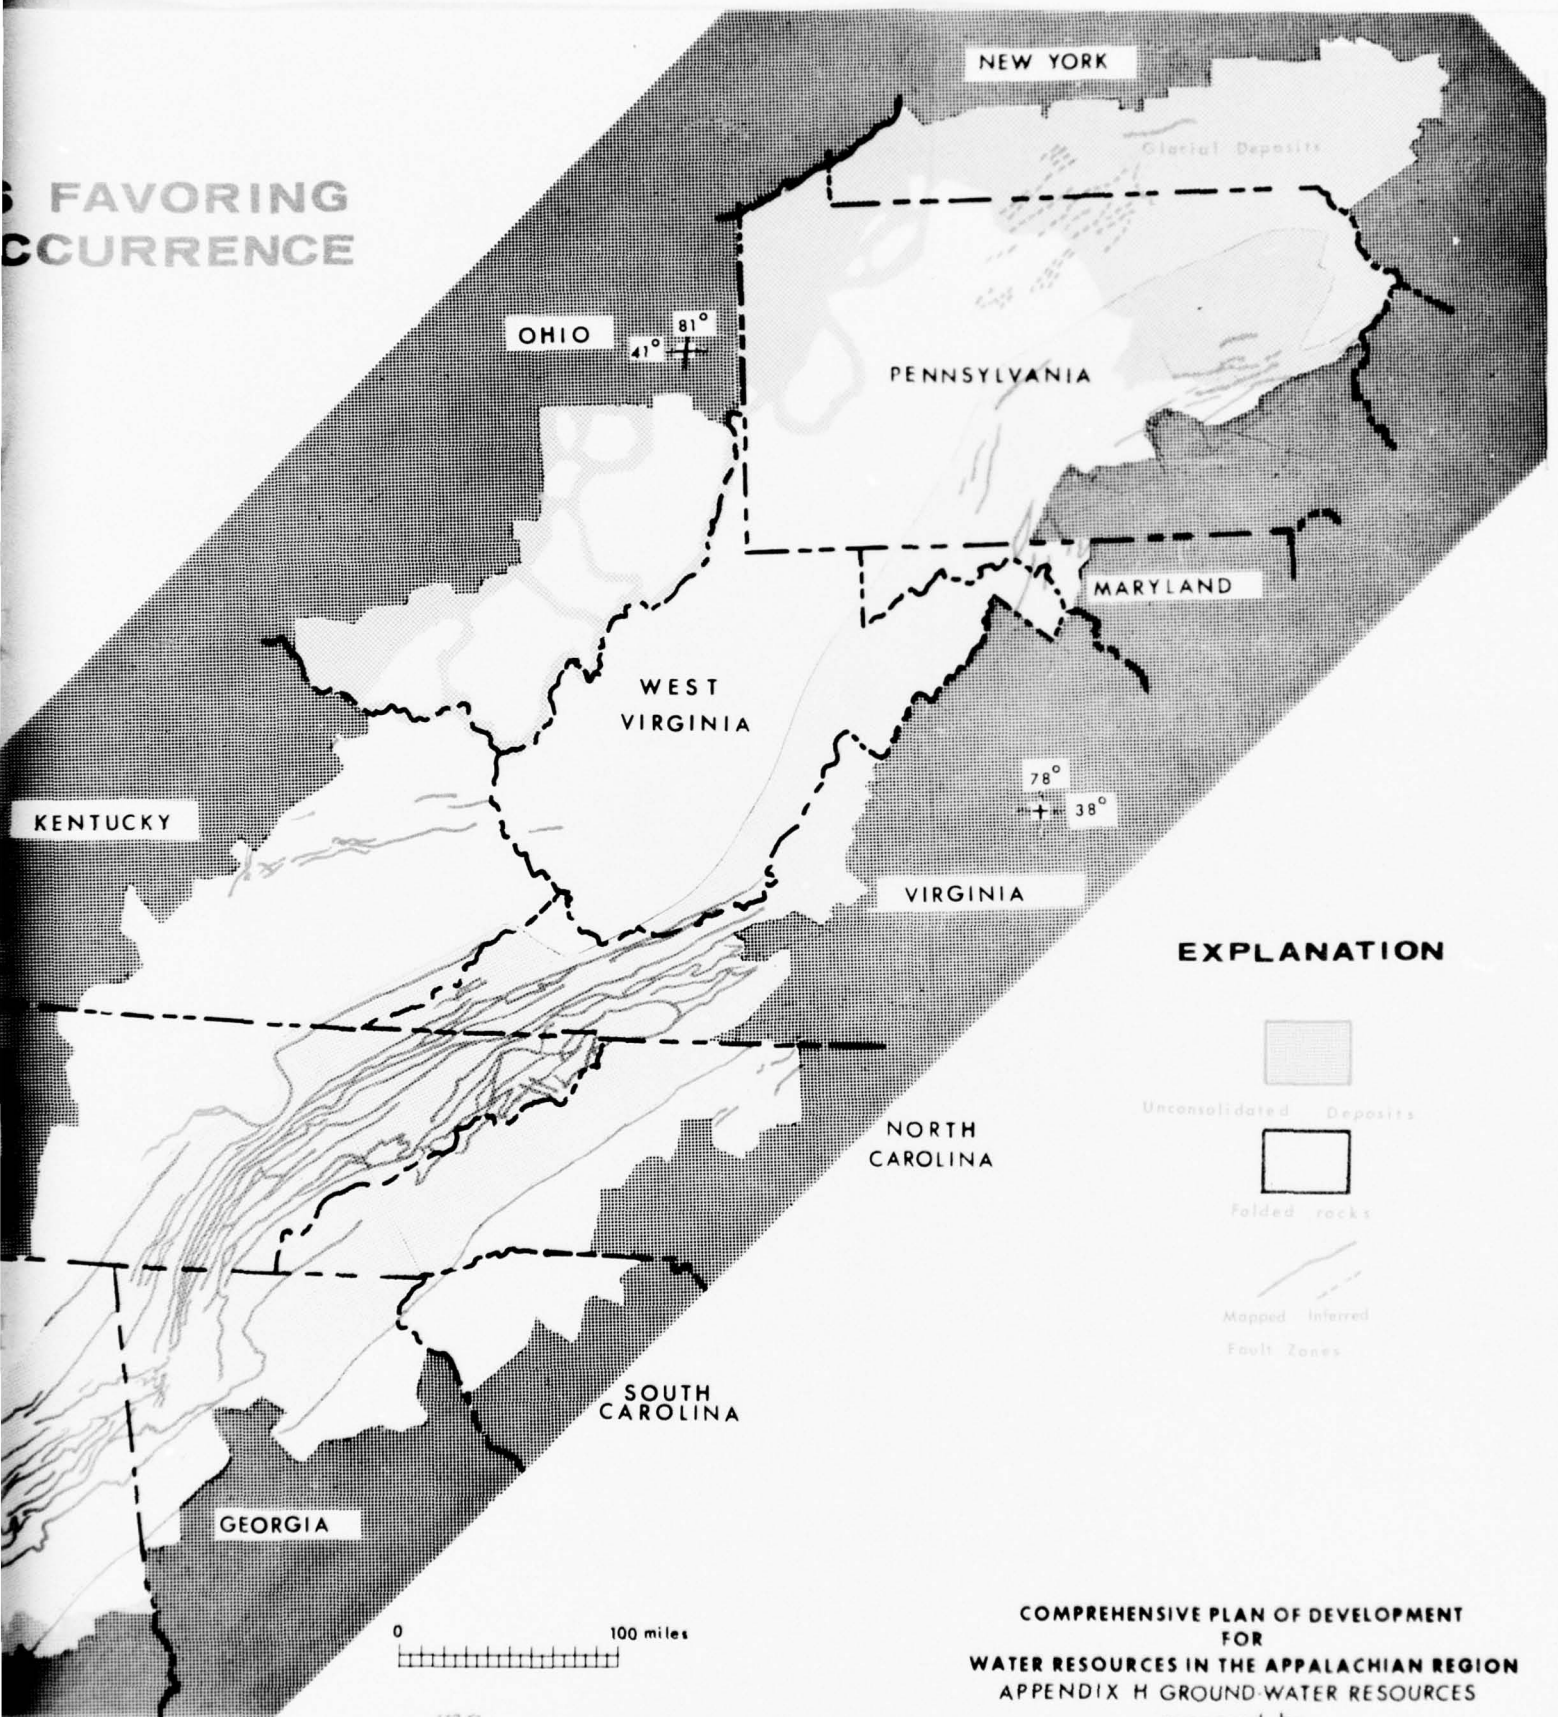 NEW YORK
Glacial Deposits
FAVORING
CCURRENCE
OHIO
81°
41°
PENNSYLVANIA
MARYLAND
WEST
VIRGINIA
78°
38°
KENTUCKY
VIRGINIA
EXPLANATION
Unconsolidated Deposits
NORTH
CAROLINA
Folded rocks
Mapped Inferred
Fault Zones
SOUTH
CAROLINA
GEORGIA
0 100 miles
COMPREHENSIVE PLAN OF DEVELOPMENT
FOR
WATER RESOURCES IN THE APPALACHIAN REGION
APPENDIX H GROUND-WATER RESOURCES